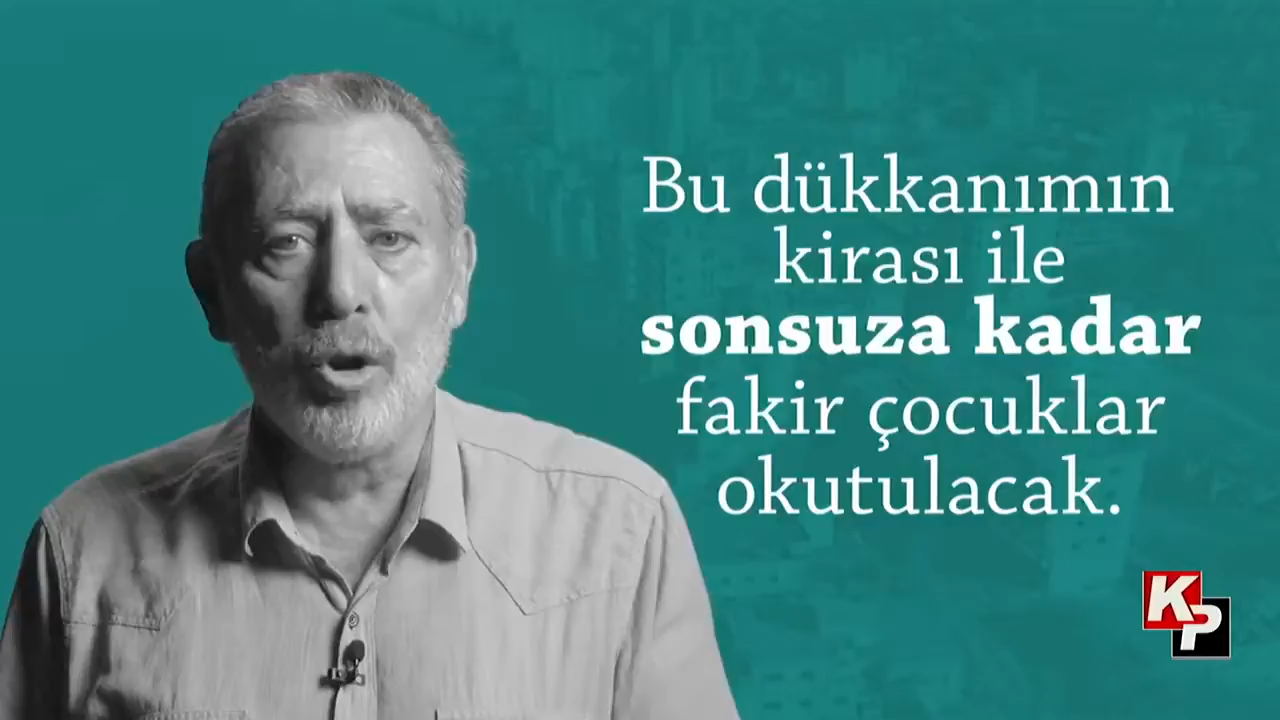 Bu dükkanımın
kirası ile
sonsuza kadar
fakir çocuklar
okutulacak.
KP